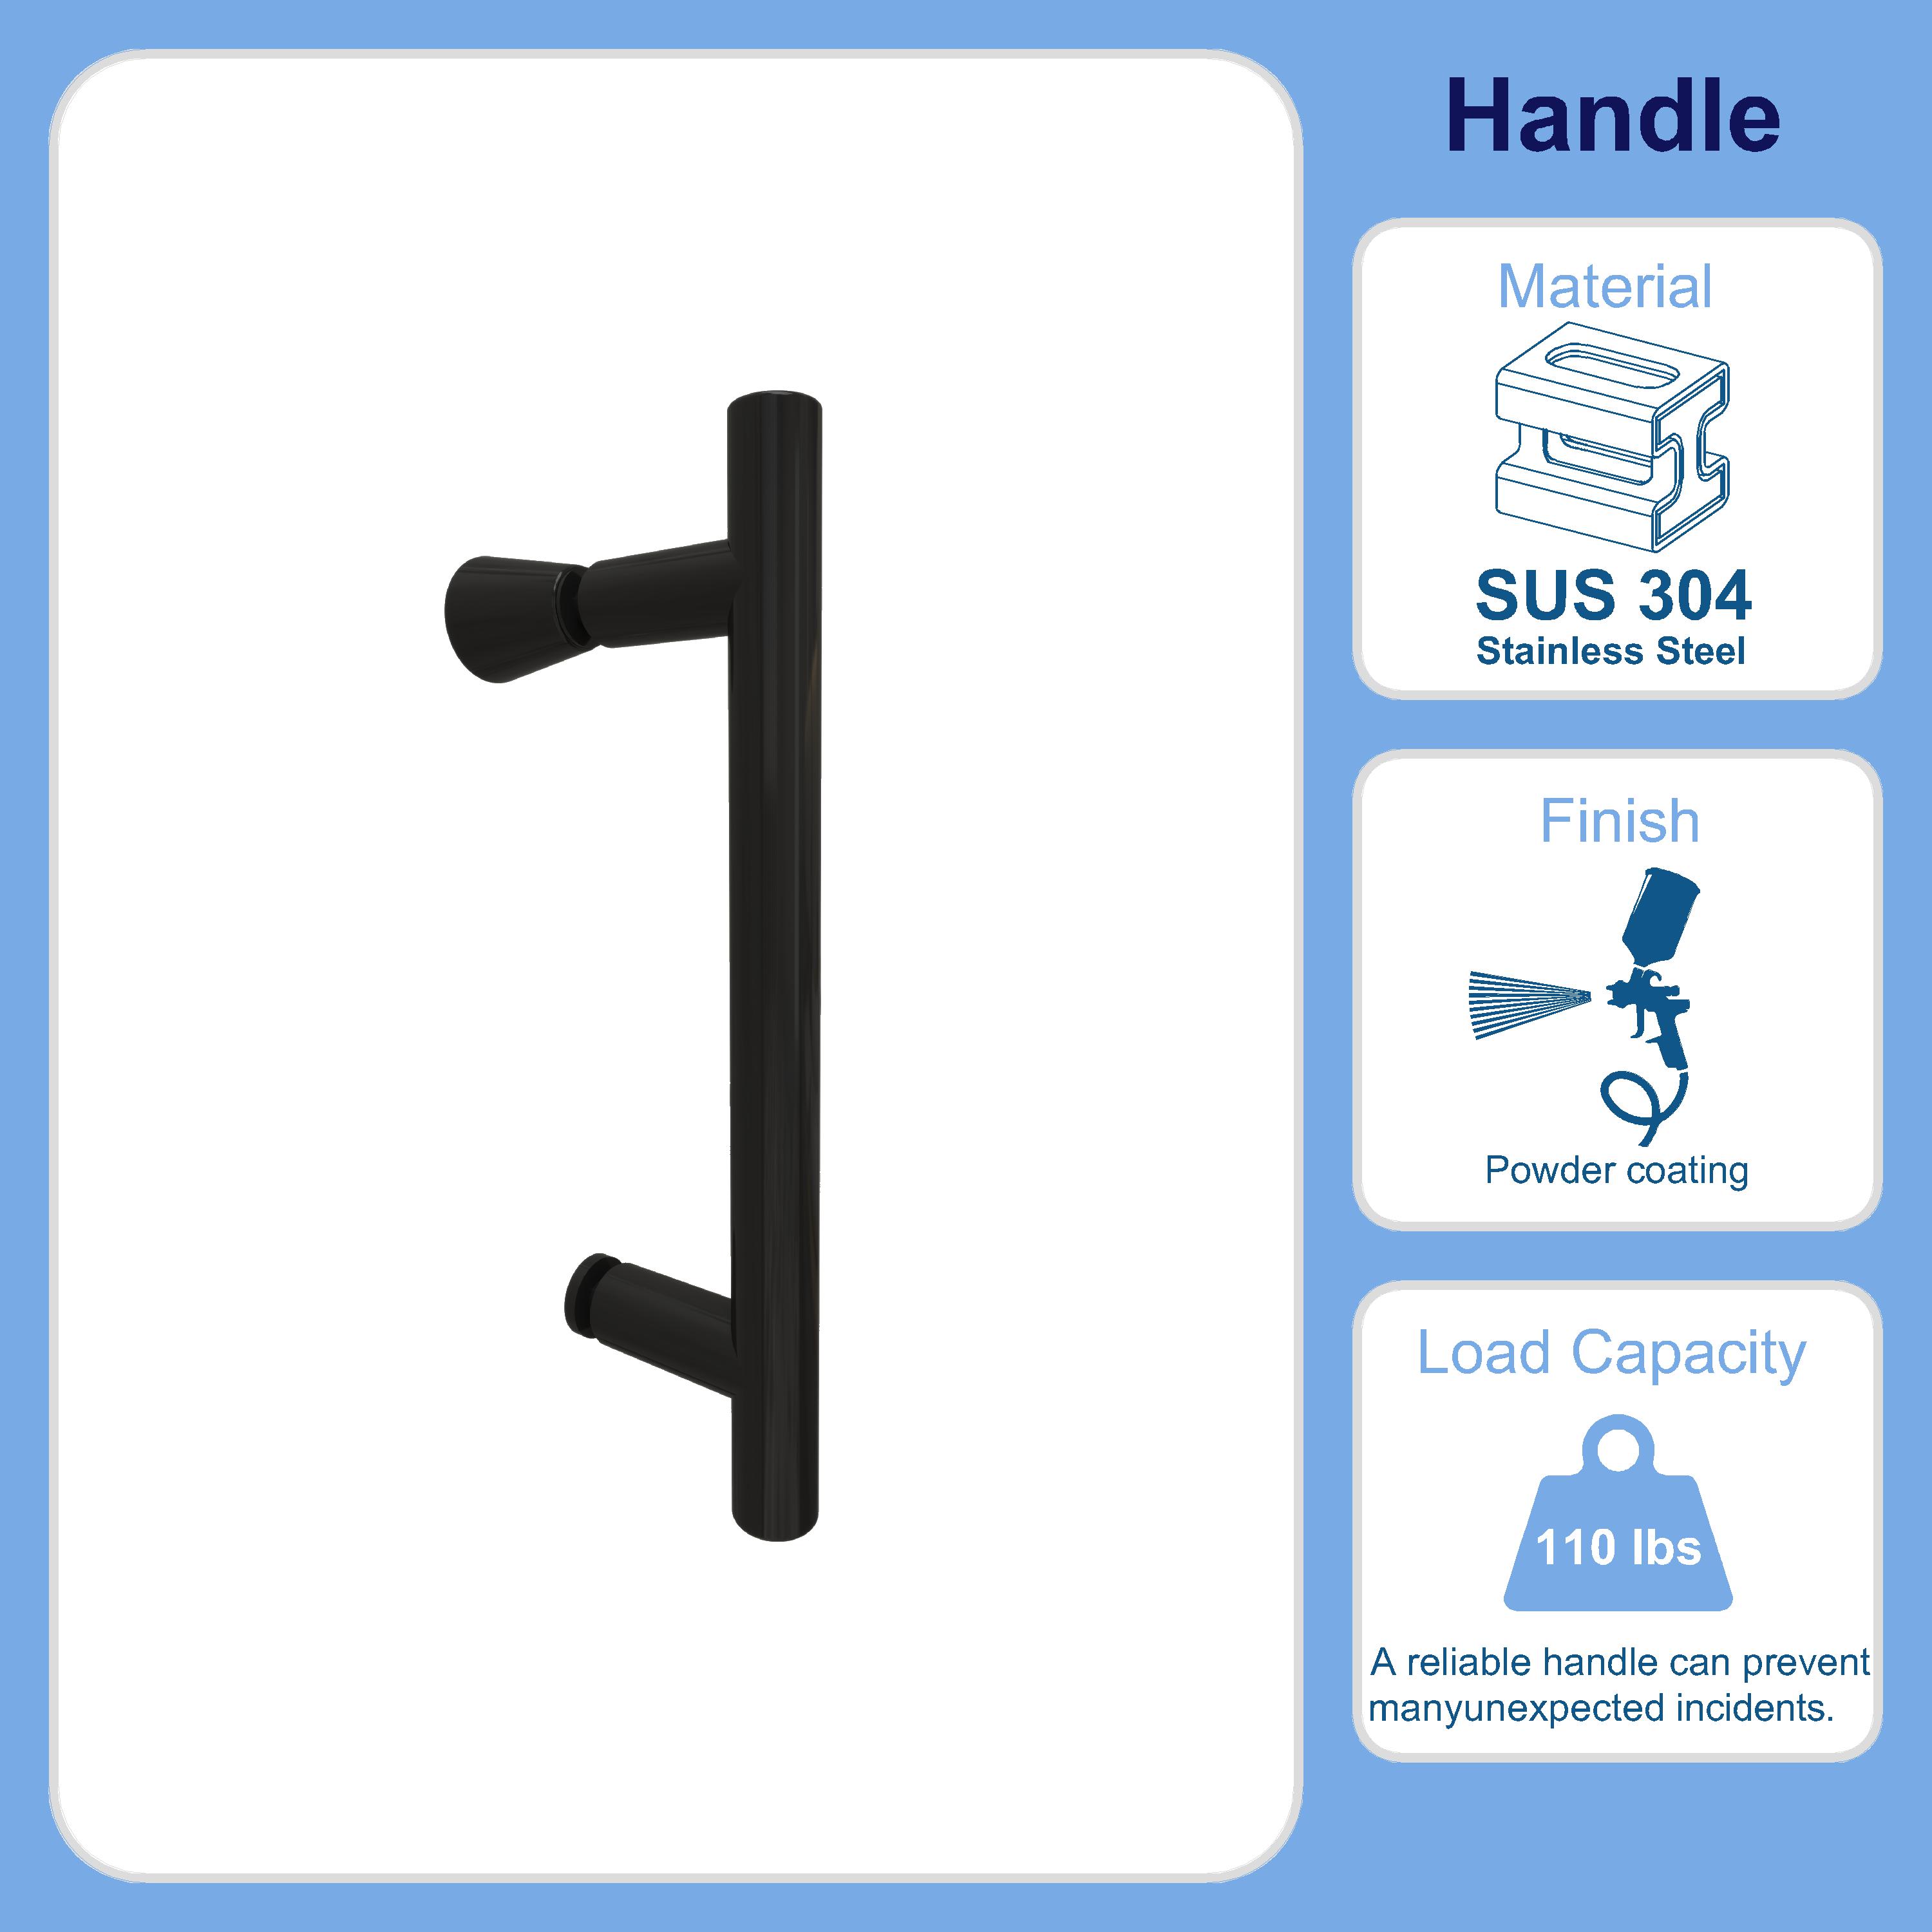 Handle
Material
SUS 304
Stainless Steel
Finish
Powder coating
Load Capacity
110 lbs
A reliable handle can prevent
manyunexpected incidents.